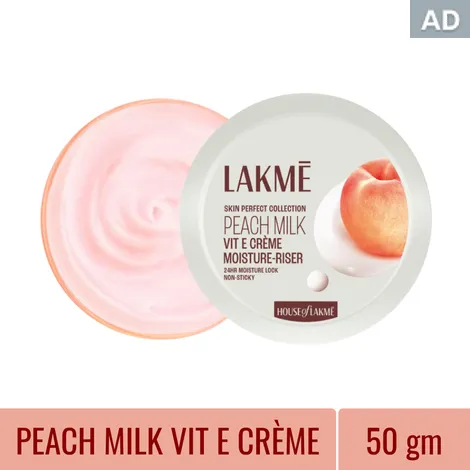 AD
LAKMĒ
SKIN PERFECT COLLECTION
PEACH MILK
VIT E CRÈME
MOISTURE-RISER
24HR MOISTURE LOCK
NON-STICKY
HOUSE of LAKMĒ
PEACH MILK VIT E CRÈME
50 gm